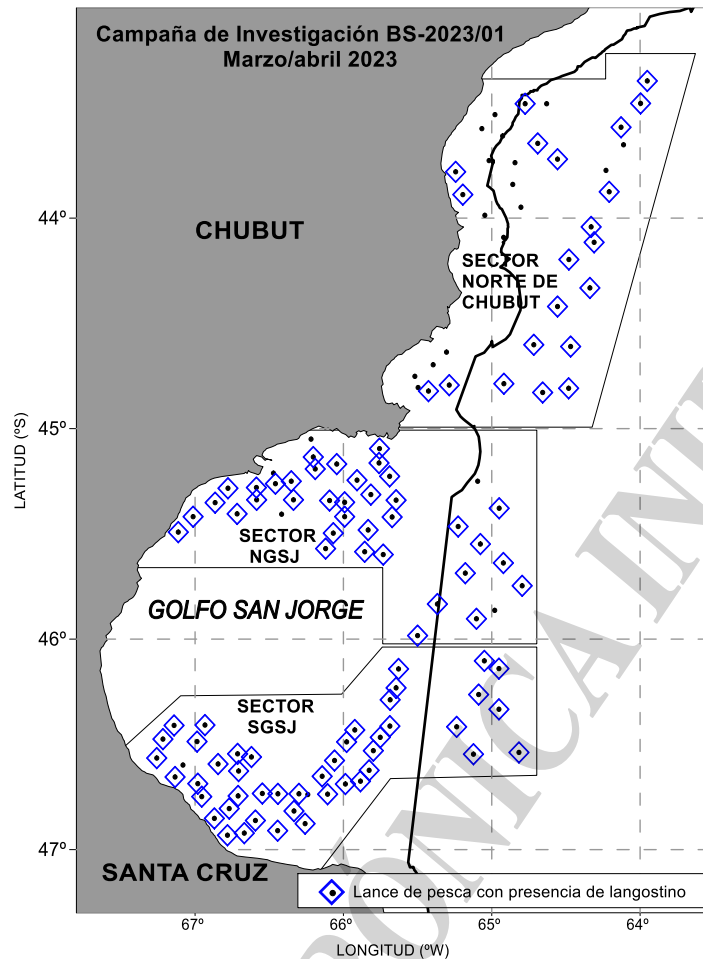 Campaña de Investigación BS-2023/01
Marzo/abril 2023
CHUBUT
44º
SECTOR
NORTE DE
CHUBUT
LATITUD (ºS)
45º
SECTOR
NGSJ
GOLFO SAN JORGE
46º
SECTOR
SGSJ
47º
SANTA CRUZ
Lance de pesca con presencia de langostino
67º 66º 65º 64º
LONGITUD (ºW)